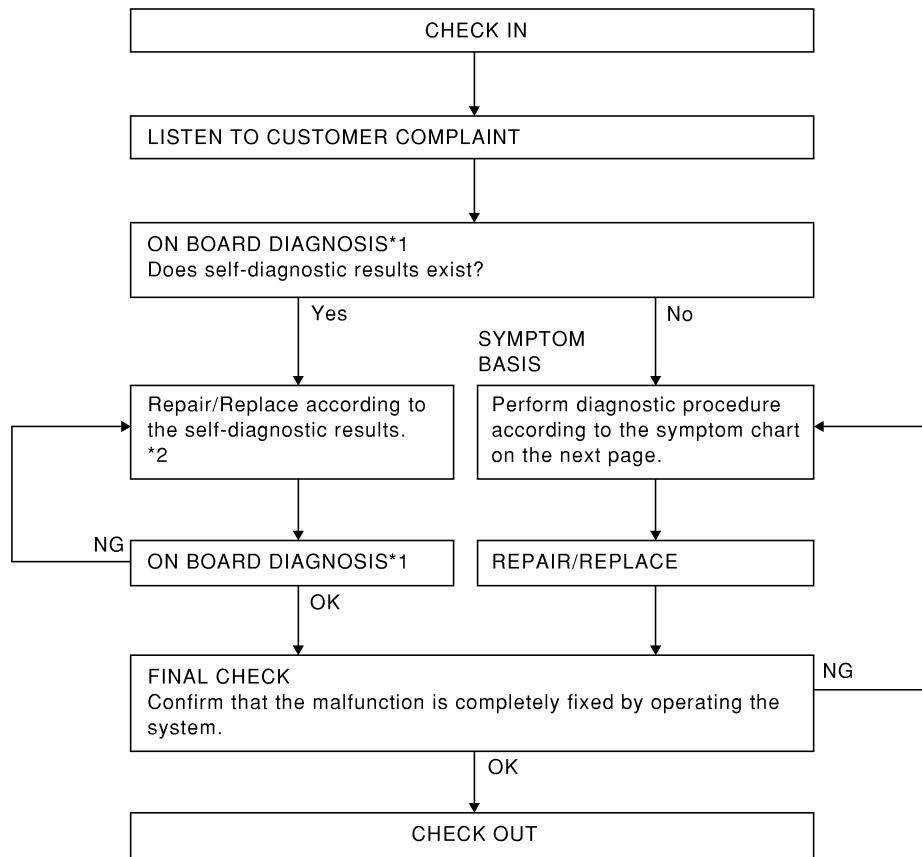 CHECK IN
LISTEN TO CUSTOMER COMPLAINT
ON BOARD DIAGNOSIS*1
Does self-diagnostic results exist?
Yes
No
SYMPTOM
BASIS
Repair/Replace according to
the self-diagnostic results.
*2
Perform diagnostic procedure
according to the symptom chart
on the next page.
NG
ON BOARD DIAGNOSIS*1
REPAIR/REPLACE
OK
FINAL CHECK
Confirm that the malfunction is completely fixed by operating the
system.
NG
OK
CHECK OUT